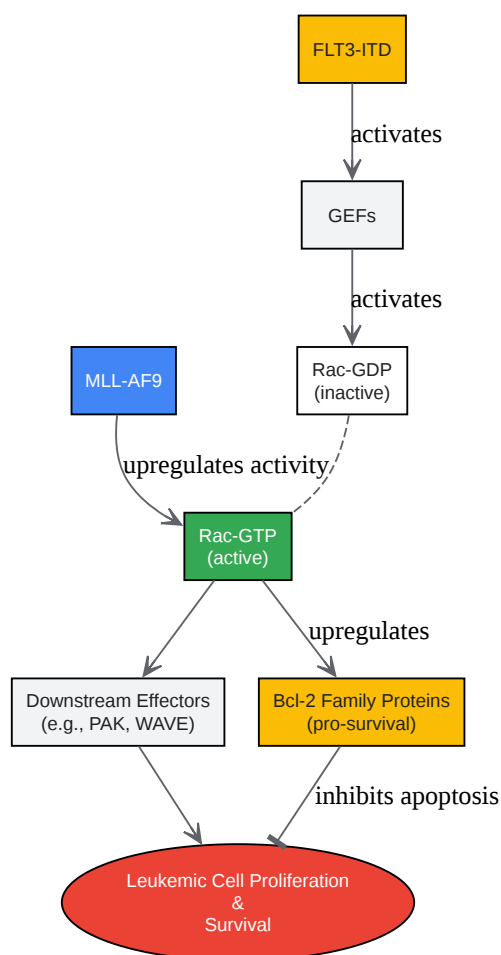 FLT3-ITD
activates
GEFs
activates
MLL-AF9
Rac-GDP
(inactive)
upregulates activity
Rac-GTP
(active)
upregulates
Downstream Effectors
(e.g., PAK, WAVE)
Bcl-2 Family Proteins
(pro-survival)
inhibits apoptosis
Leukemic Cell Proliferation
&
Survival